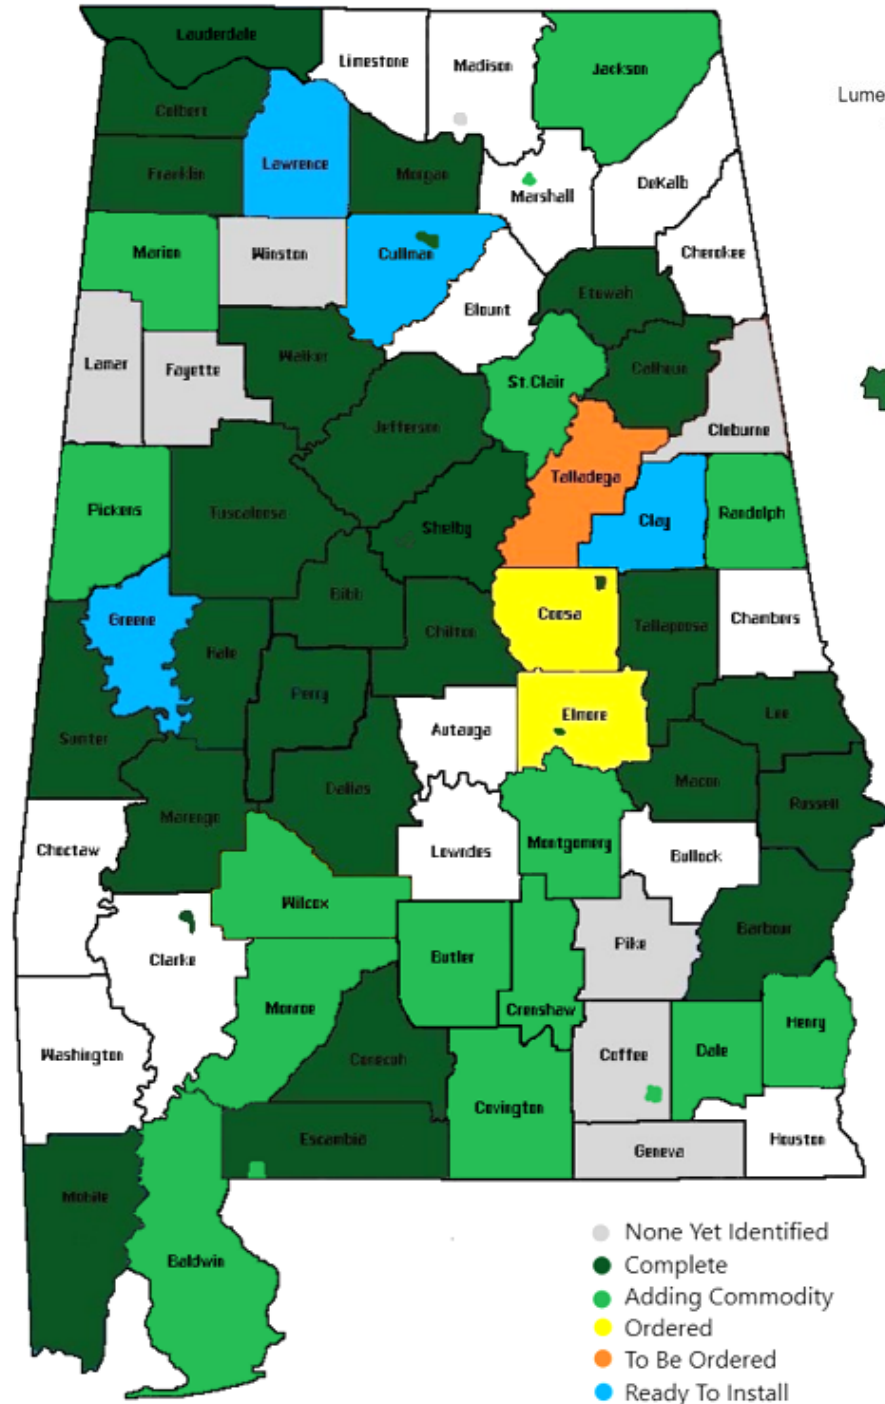 Lauderdale
Limestone
Madison
Jackson
Lume
Colbert
Lawrence
Franklin
Morgan
Marshall
DeKalb
Marion
Winston
Cullman
Cherokee
Etowah
Blount
Lamar
Fayette
Walker
St.Clair
Calhoun
Jefferson
Cleburne
Talladega
Pickens
Tuscaloosa
Shelby
Clay
Randolph
Bibb
Greene
Hale
Chilton
Coosa
Tallapoosa
Chambers
Perry
Sumter
Autauga
Elmore
Lee
Dallas
Macon
Russell
Marengo
Choctaw
Lowndes
Montgomery
Bullock
Wilcox
Clarke
Butler
Pike
Barbour
Monroe
Crenshaw
Washington
Conecuh
Coffee
Dale
Henry
Covington
Escambia
Geneva
Houston
Mobile
Baldwin
None Yet Identified
Complete
Adding Commodity
Ordered
To Be Ordered
Ready To Install